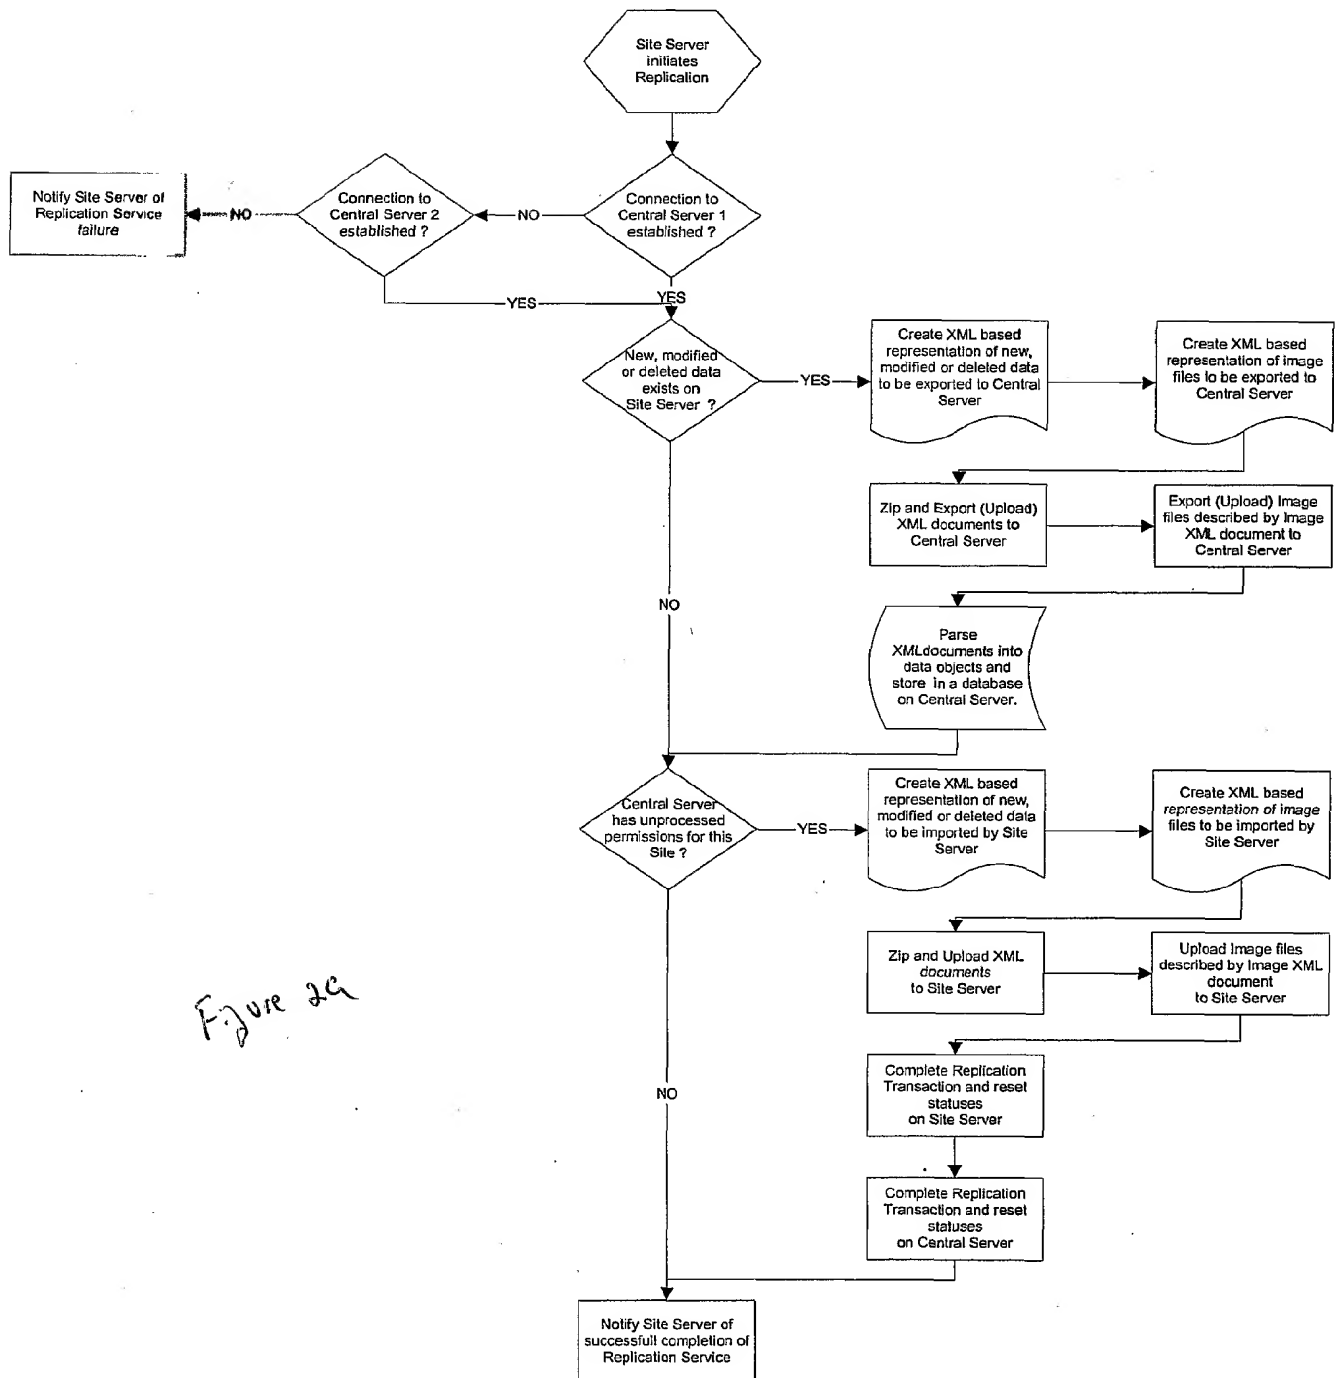 Site Server
initiates
Replication
Notify Site Server of
Replication Service
failure
NO
Connection to
Central Server 2
established ?
NO
Connection to
Central Server 1
established ?
YES
YES
New, modified
or deleted data
exists on
Site Server ?
YES
Create XML based
representation of new,
modified or deleted data
to be exported to Central
Server
Create XML based
representation of image
files to be exported to
Central Server
Zip and Export (Upload)
XML documents to
Central Server
Export (Upload) Image
files described by Image
XML document to
Central Server
NO
Parse
XMLdocuments into
data objects and
store in a database
on Central Server.
Central Server
has unprocessed
permissions for this
Site ?
YES
Create XML based
representation of new,
modified or deleted data
to be imported by Site
Server
Create XML based
representation of image
files to be imported by
Site Server
Zip and Upload XML
documents
to Site Server
Upload Image files
described by Image XML
document
to Site Server
Figure 2a
NO
Complete Replication
Transaction and reset
statuses
on Site Server
Complete Replication
Transaction and reset
statuses
on Central Server
Notify Site Server of
successfull completion of
Replication Service